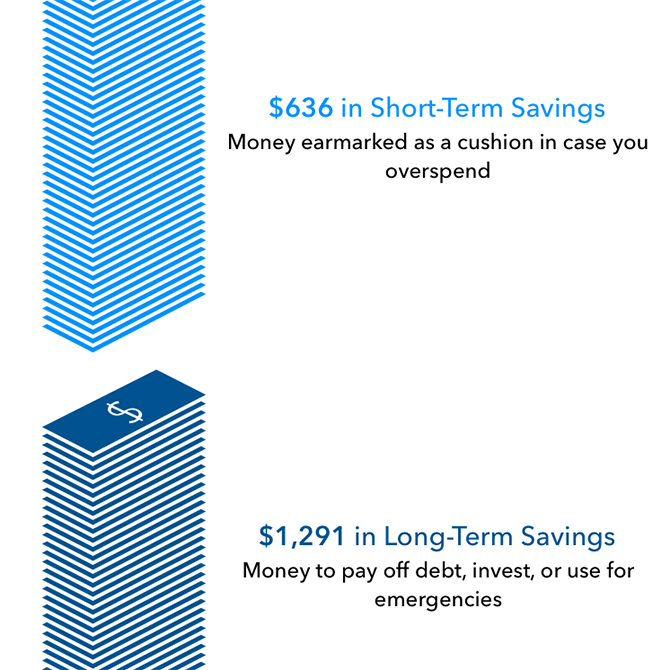 $636 in Short-Term Savings
Money earmarked as a cushion in case you
overspend
$
$1,291 in Long-Term Savings
Money to pay off debt, invest, or use for
emergencies